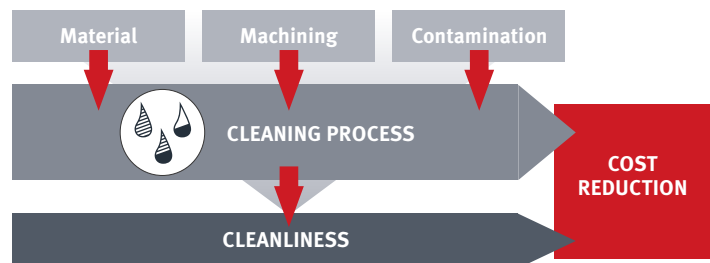 Material
Machining
Contamination
CLEANING PROCESS
COST
REDUCTION
CLEANLINESS